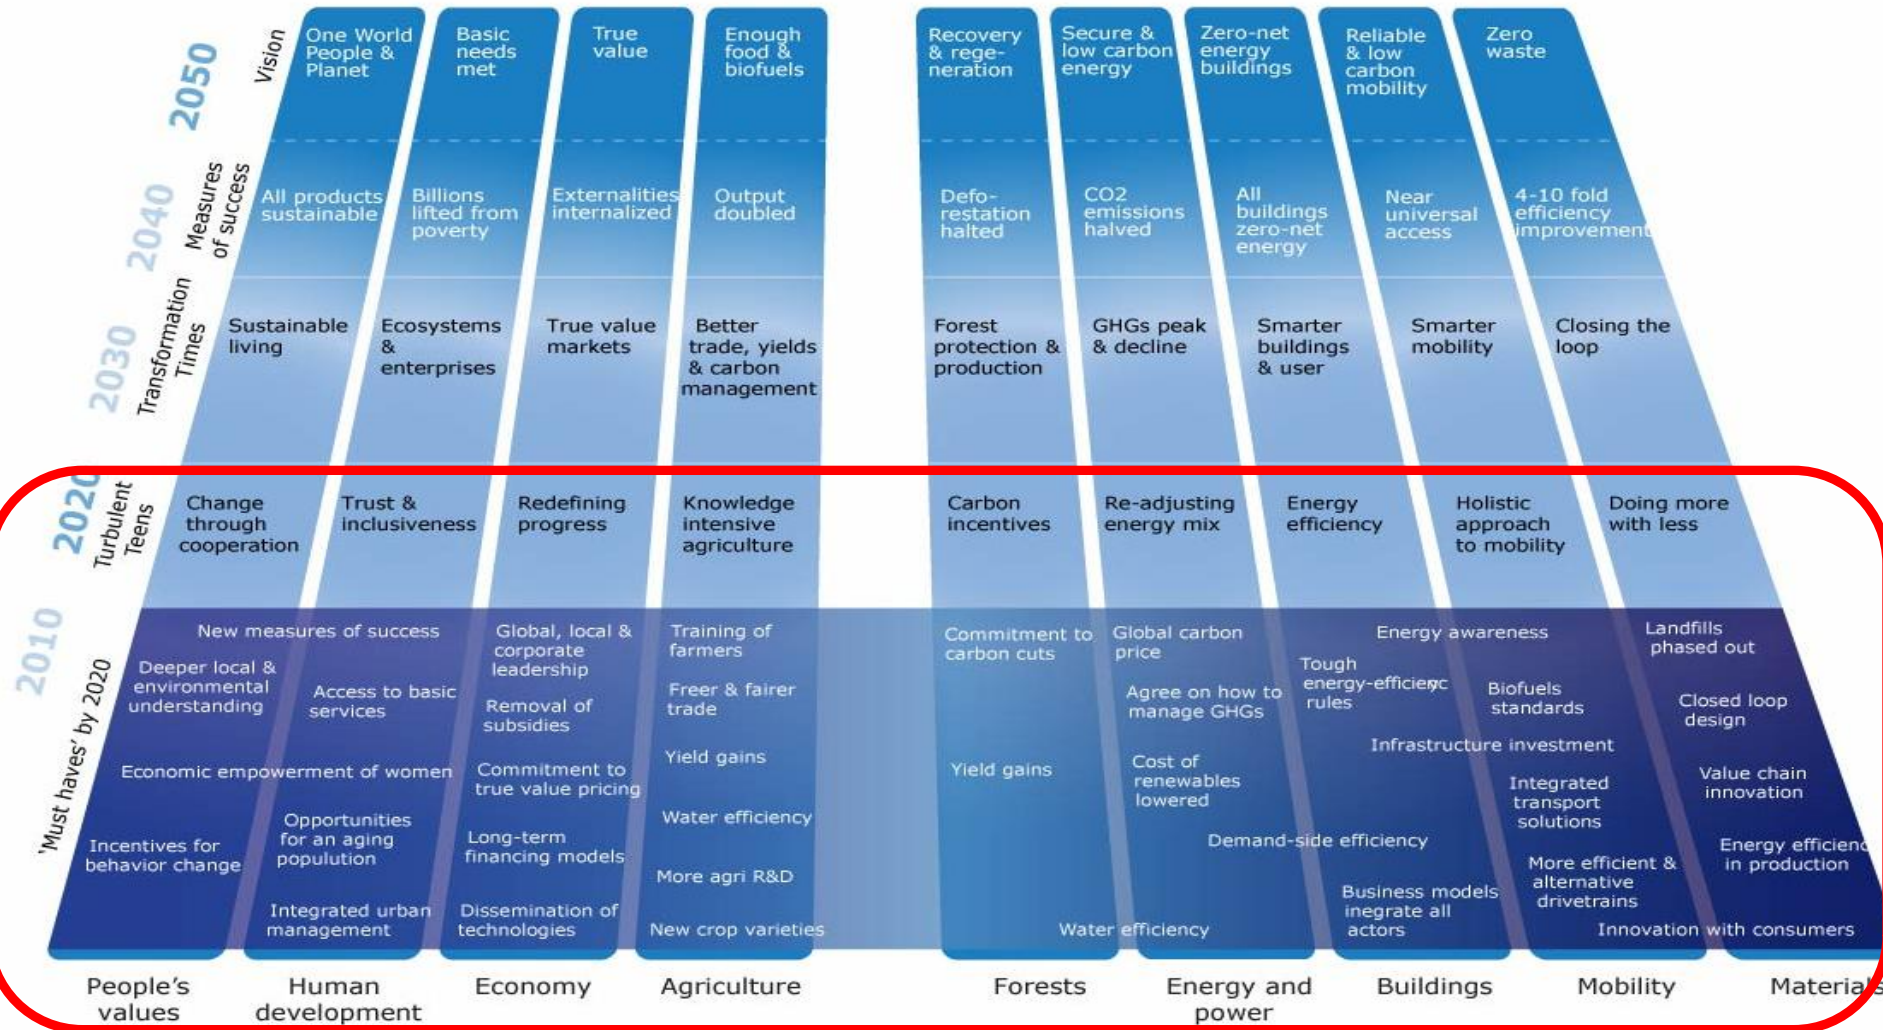 2050
Vision
One World
People &
Planet
Basic
needs
met
True
value
Enough
food &
biofuels
Recovery
& rege-
neration
Secure &
low carbon
energy
Zero-net
energy
buildings
Reliable
& low
carbon
mobility
Zero
waste
2040
Measures
of success
All products
sustainable
Billions
lifted from
poverty
Externalities
internalized
Output
doubled
Defo-
restation
halted
CO2
emissions
halved
All
buildings
zero-net
energy
Near
universal
access
4-10 fold
efficiency
improvement
2030
Transformation
Times
Sustainable
living
Ecosystems
&
enterprises
True value
markets
Better
trade, yields
& carbon
management
Forest
protection &
production
GHGs peak
& decline
Smarter
buildings
& user
Smarter
mobility
Closing the
loop
2020
Turbulent
Teens
Change
through
cooperation
Trust &
inclusiveness
Redefining
progress
Knowledge
intensive
agriculture
Carbon
incentives
Re-adjusting
energy mix
Energy
efficiency
Holistic
approach
to mobility
Doing more
with less
2010
'Must haves' by 2020
New measures of success
Deeper local &
environmental
understanding
Access to basic
services
Economic empowerment of women
Incentives for
behavior change
Opportunities
for an aging
populution
Integrated urban
management
Global, local &
corporate
leadership
Removal of
subsidies
Commitment to
true value pricing
Long-term
financing models
Dissemination of
technologies
Training of
farmers
Freer & fairer
trade
Yield gains
Water efficiency
More agri R&D
New crop varieties
Commitment to
carbon cuts
Yield gains
Water efficiency
Global carbon
price
Agree on how to
manage GHGs
Cost of
renewables
lowered
Demand-side efficiency
Energy awareness
Tough
energy-efficienc
rules
Infrastructure investment
Business models
inegrate all
actors
Biofuels
standards
Integrated
transport
solutions
More efficient &
alternative
drivetrains
Innovation with consumers
Landfills
phased out
Closed loop
design
Value chain
innovation
Energy efficienc
in production
People's
values
Human
development
Economy
Agriculture
Forests
Energy and
power
Buildings
Mobility
Materials